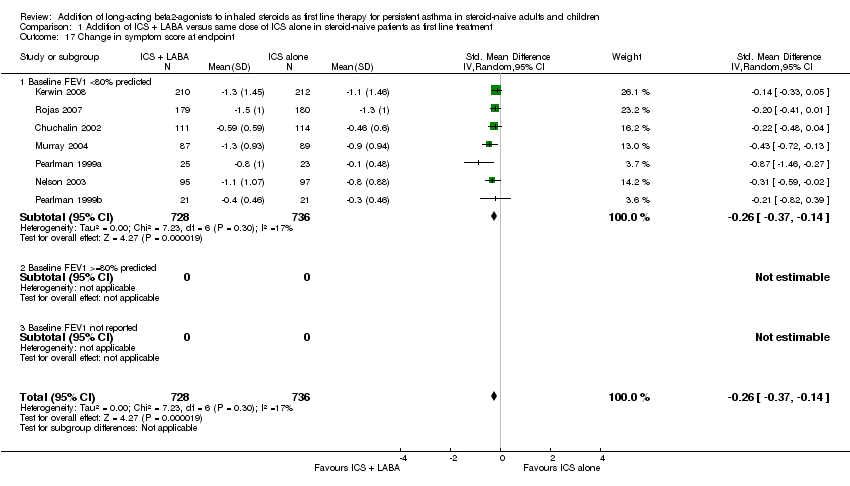 Review: Addition of long-acting beta2-agonists to inhaled steroids as first line therapy for persistent asthma in steroid-naive adults and children
Comparison: 1 Addition of ICS + LABA versus same dose of ICS alone in steroid-naive patients as first line treatment
Outcome: 17 Change in symptom score at endpoint
Study or subgroup ICS + LABA ICS alone Std. Mean Difference Weight Std. Mean Difference
N Mean(SD) N Mean(SD) IV,Random,95% CI IV,Random,95% CI
1 Baseline FEV1 <80% predicted
Kerwin 2008 210 -1.3 (1.45) 212 -1.1 (1.46) 26.1 % -0.14 [ -0.33, 0.05 ]
Rojas 2007 179 -1.5 (1) 180 -1.3 (1) 23.2 % -0.20 [ -0.41, 0.01 ]
Chuchalin 2002 111 -0.59 (0.59) 114 -0.46 (0.6) 16.2 % -0.22 [ -0.48, 0.04 ]
Murray 2004 87 -1.3 (0.93) 89 -0.9 (0.94) 13.0 % -0.43 [ -0.72, -0.13 ]
Pearlman 1999a 25 -0.8 (1) 23 -0.1 (0.48) 3.7 % -0.87 [ -1.46, -0.27 ]
Nelson 2003 95 -1.1 (1.07) 97 -0.8 (0.88) 14.2 % -0.31 [ -0.59, -0.02 ]
Pearlman 1999b 21 -0.4 (0.46) 21 -0.3 (0.46) 3.6 % -0.21 [ -0.82, 0.39 ]
Subtotal (95% CI) 728 736 100.0 % -0.26 [ -0.37, -0.14 ]
Heterogeneity: Tau² = 0.00; Chi² = 7.23, df = 6 (P = 0.30); I² =17%
Test for overall effect: Z = 4.27 (P = 0.000019)
2 Baseline FEV1 >=80% predicted
Subtotal (95% CI) 0 0 Not estimable
Heterogeneity: not applicable
Test for overall effect: not applicable
3 Baseline FEV1 not reported
Subtotal (95% CI) 0 0 Not estimable
Heterogeneity: not applicable
Test for overall effect: not applicable
Total (95% CI) 728 736 100.0 % -0.26 [ -0.37, -0.14 ]
Heterogeneity: Tau² = 0.00; Chi² = 7.23, df = 6 (P = 0.30); I² =17%
Test for overall effect: Z = 4.27 (P = 0.000019)
Test for subgroup differences: Not applicable
-4 -2 0 2 4
Favours ICS + LABA Favours ICS alone